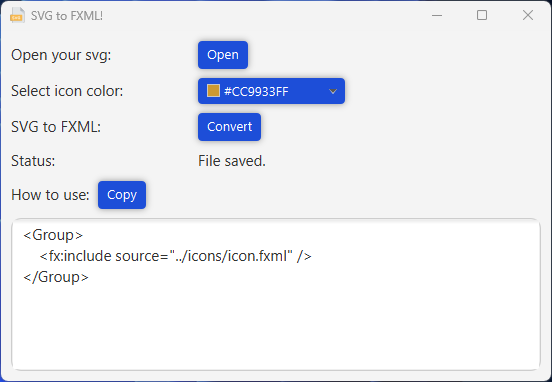 SVG to FXML!
Open your svg: Open
Select icon color: #CC9933FF
SVG to FXML: Convert
Status: File saved.
How to use: Copy
<Group>
    <fx:include source="../icons/icon.fxml" />
</Group>